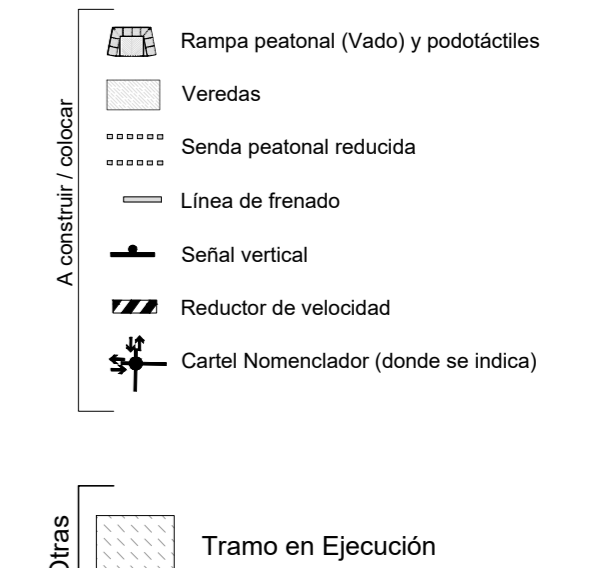 A construir / colocar
Rampa peatonal (Vado) y podotáctiles
Veredas
Senda peatonal reducida
Línea de frenado
Señal vertical
Reductor de velocidad
Cartel Nomenclador (donde se indica)
Otras
Tramo en Ejecución